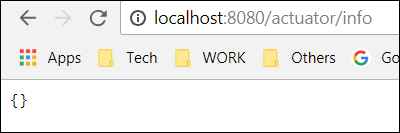 localhost:8080/actuator/info
Apps Tech WORK Others Go
{}